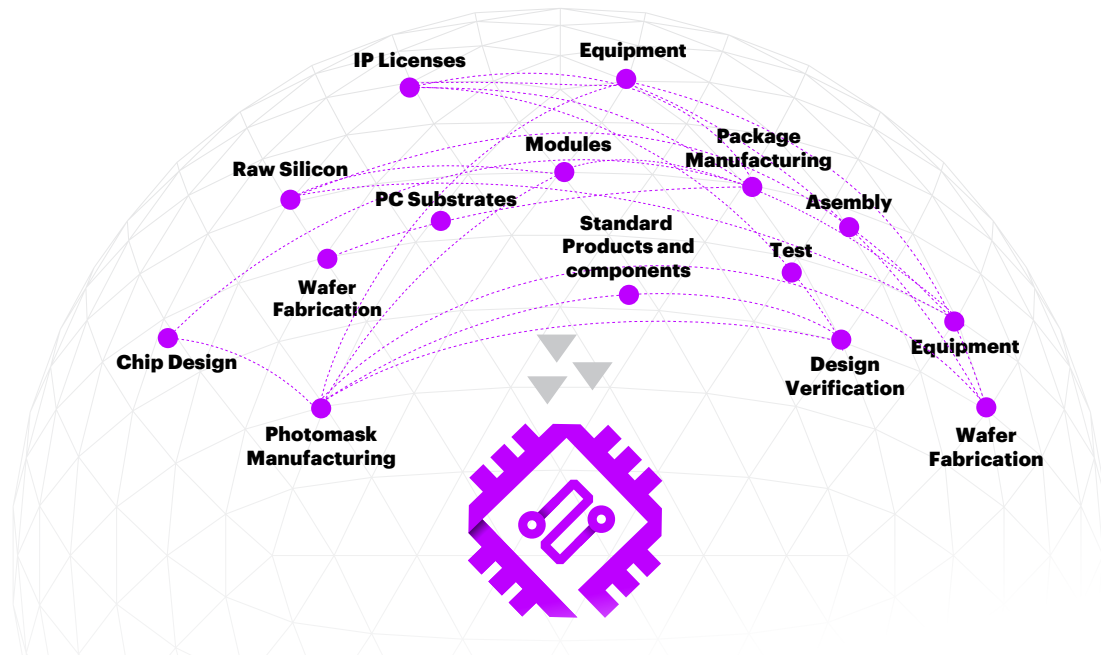 Equipment
IP Licenses
Package
Manufacturing
Modules
Raw Silicon
PC Substrates
Asembly
Standard
Products and
components
Test
Wafer
Fabrication
Chip Design
Equipment
Design
Verification
Photomask
Manufacturing
Wafer
Fabrication